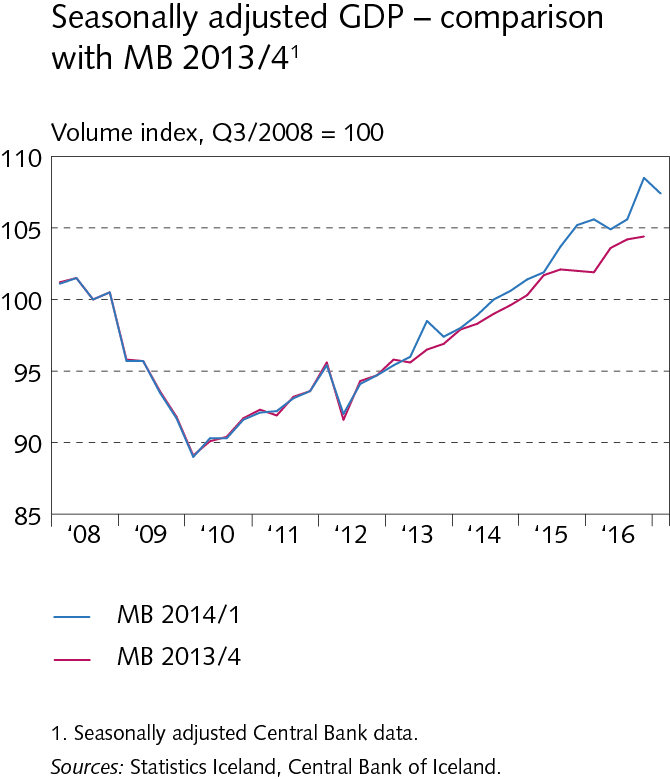 Seasonally adjusted GDP – comparison
with MB 2013/4¹
Volume index, Q3/2008 = 100
110
105
100
95
90
85
‘08 ‘09 ‘10 ‘11 ‘12 ‘13 ‘14 ‘15 ‘16
MB 2014/1
MB 2013/4
1. Seasonally adjusted Central Bank data.
Sources: Statistics Iceland, Central Bank of Iceland.